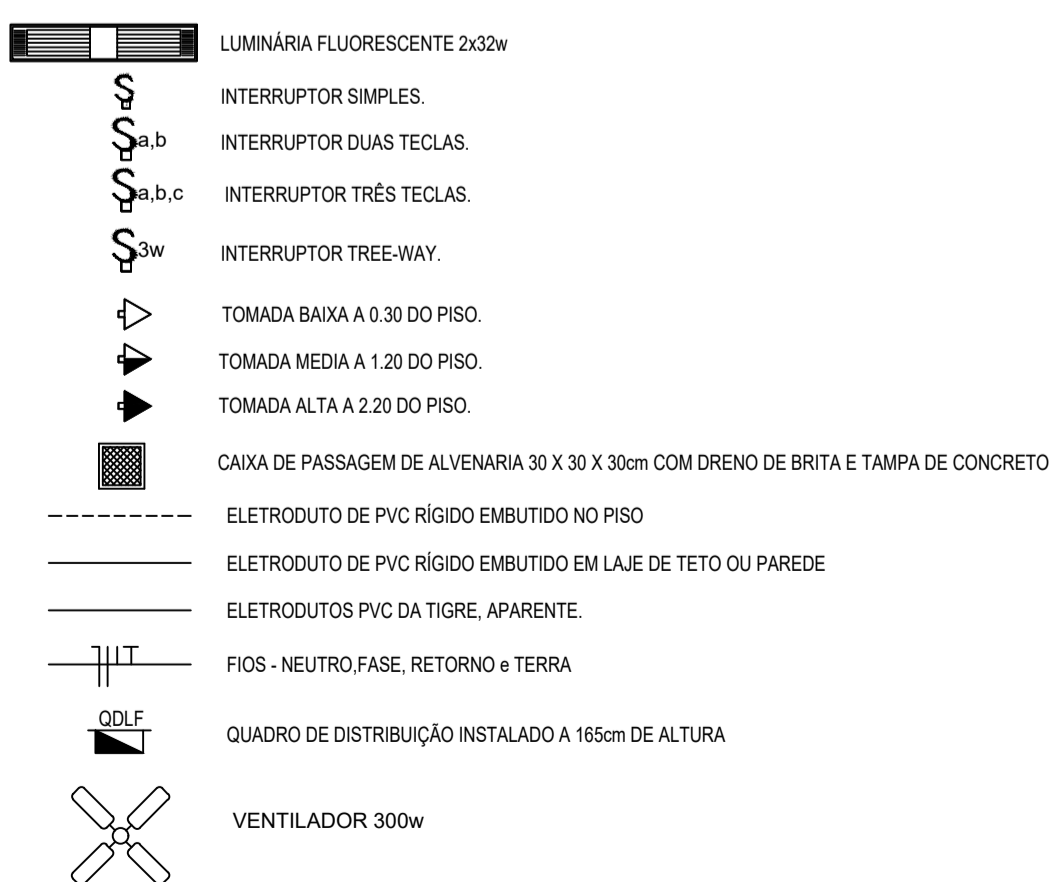 LUMINÁRIA FLUORESCENTE 2x32w
S INTERRUPTOR SIMPLES.
S a,b INTERRUPTOR DUAS TECLAS.
S a,b,c INTERRUPTOR TRÊS TECLAS.
S 3w INTERRUPTOR TREE-WAY.
TOMADA BAIXA A 0.30 DO PISO.
TOMADA MEDIA A 1.20 DO PISO.
TOMADA ALTA A 2.20 DO PISO.
CAIXA DE PASSAGEM DE ALVENARIA 30 X 30 X 30cm COM DRENO DE BRITA E TAMPA DE CONCRETO
ELETRODUTO DE PVC RÍGIDO EMBUTIDO NO PISO
ELETRODUTO DE PVC RÍGIDO EMBUTIDO EM LAJE DE TETO OU PAREDE
ELETRODUTOS PVC DA TIGRE, APARENTE.
FIOS - NEUTRO,FASE, RETORNO e TERRA
QDLF
QUADRO DE DISTRIBUIÇÃO INSTALADO A 165cm DE ALTURA
VENTILADOR 300w